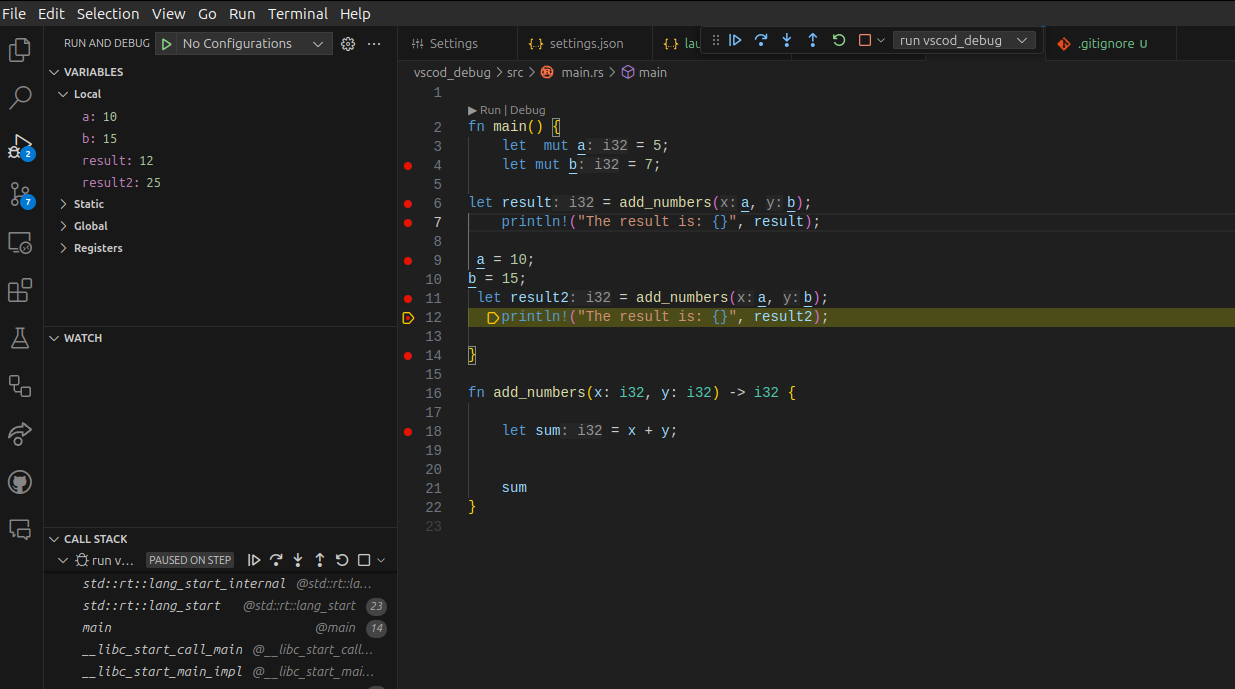 File Edit Selection View Go Run Terminal Help
RUN AND DEBUG No Configurations
Settings
settings.json
lau
run vscod_debug
.gitignore U
vscod_debug > src > main.rs > main
VARIABLES
Local
a: 10
b: 15
result: 12
result2: 25
Static
Global
Registers
WATCH
CALL STACK
run v... PAUSED ON STEP
std::rt::lang_start_internal @std::rt::la...
std::rt::lang_start @std::rt::lang_start 23
main @main 14
__libc_start_call_main @__libc_start_call...
__libc_start_main_impl @__libc_start_mai...
2
7
1
Run | Debug
2 fn main() {
3 let  mut a: i32 = 5;
4 let mut b: i32 = 7;
5
6 let result: i32 = add_numbers(x: a, y: b);
7 println!("The result is: {}", result);
8
9 a = 10;
10 b = 15;
11 let result2: i32 = add_numbers(x: a, y: b);
12 println!("The result is: {}", result2);
13
14 }
15
16 fn add_numbers(x: i32, y: i32) -> i32 {
17
18 let sum: i32 = x + y;
19
20
21 sum
22 }
23